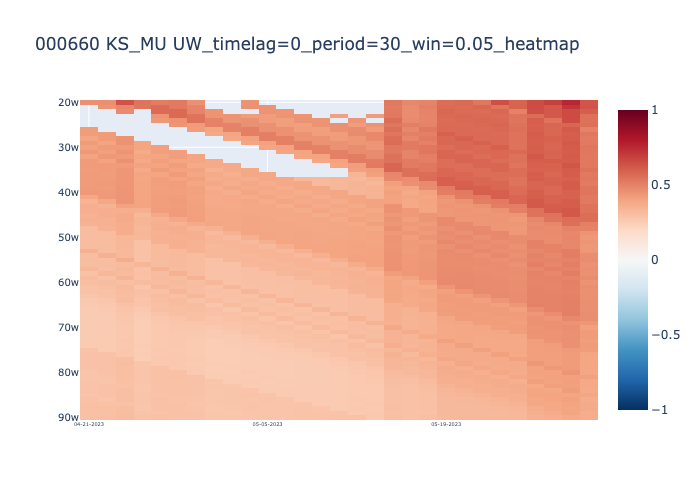 000660 KS_MU UW_timelag=0_period=30_win=0.05_heatmap
20w
30w
40w
50w
60w
70w
80w
90w
04-21-2023
05-05-2023
05-19-2023
1
0.5
0
−0.5
−1